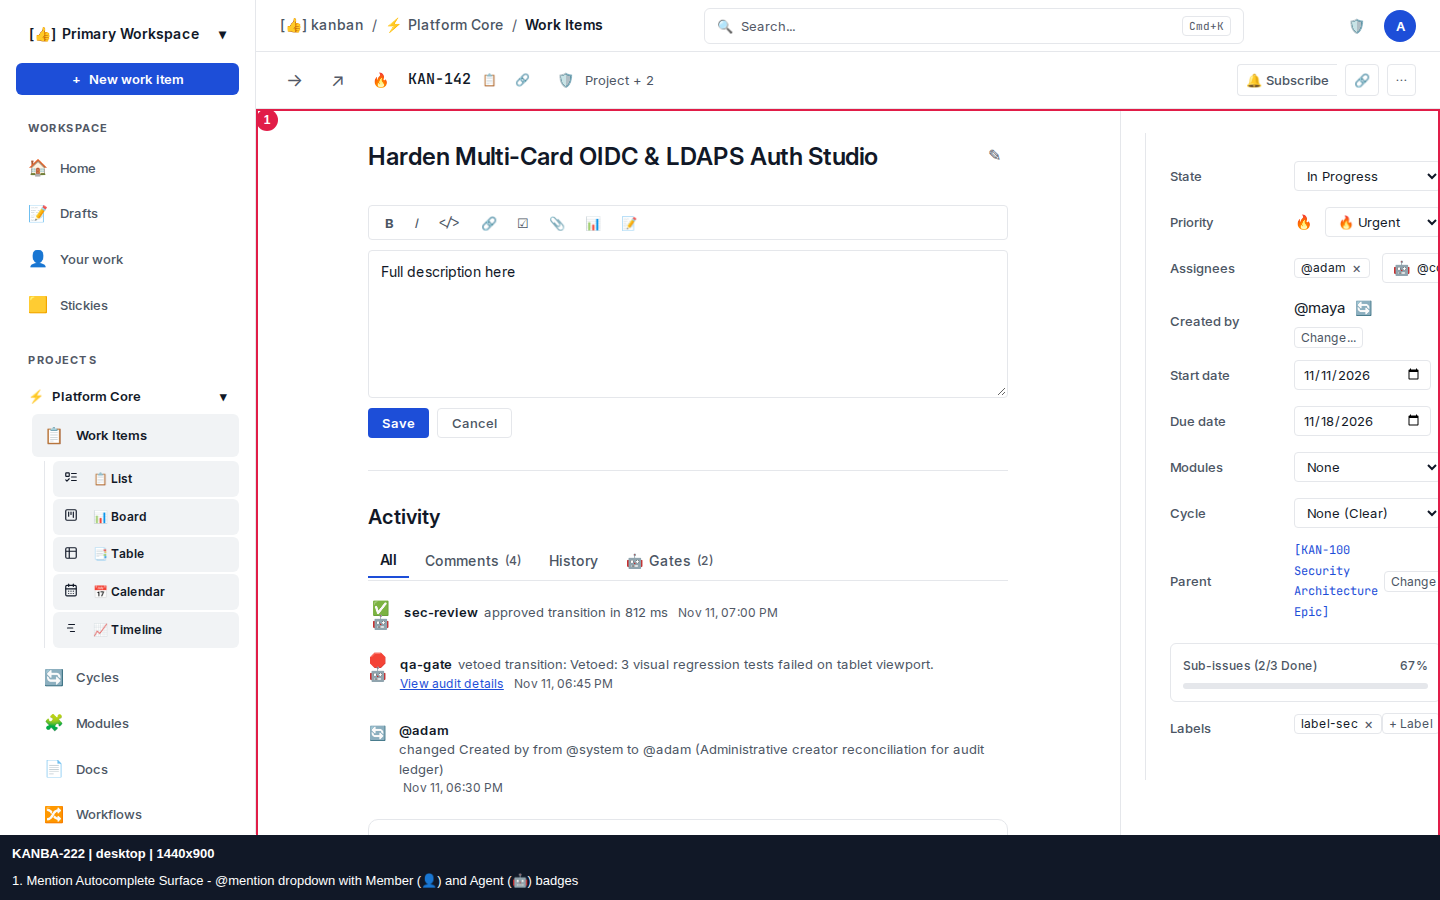 [👍] Primary Workspace ▼
+ New work item
WORKSPACE
🏠 Home
📝 Drafts
👤 Your work
🟨 Stickies
PROJECTS
⚡ Platform Core ▼
📋 Work Items
📋 List
📊 Board
📑 Table
📅 Calendar
📈 Timeline
🔄 Cycles
🧩 Modules
📄 Docs
🔀 Workflows
[👍] kanban / ⚡ Platform Core / Work Items
🔍 Search... Cmd+K
🛡️ A
→ ↗ 🔥 KAN-142 📋 🔗 🛡️ Project + 2
🔔 Subscribe 🔗 ...
1
Harden Multi-Card OIDC & LDAPS Auth Studio ✎
B I </> 🔗 ☑ 📎 📊 📝
Full description here
Save Cancel
Activity
All Comments (4) History 🤖 Gates (2)
✅🤖 sec-review approved transition in 812 ms Nov 11, 07:00 PM
🛑🤖 qa-gate vetoed transition: Vetoed: 3 visual regression tests failed on tablet viewport.
View audit details Nov 11, 06:45 PM
🔄 @adam
changed Created by from @system to @adam (Administrative creator reconciliation for audit
ledger)
Nov 11, 06:30 PM
State In Progress
Priority 🔥 🔥 Urgent
Assignees @adam × 🤖
Created by @maya 🔄
Change...
Start date 11/11/2026
Due date 11/18/2026
Modules None
Cycle None (Clear)
Parent [KAN-100
Security
Architecture
Epic] Change
Sub-issues (2/3 Done) 67%
Labels label-sec × + Label
KANBA-222 | desktop | 1440x900
1. Mention Autocomplete Surface - @mention dropdown with Member (👤) and Agent (🤖) badges